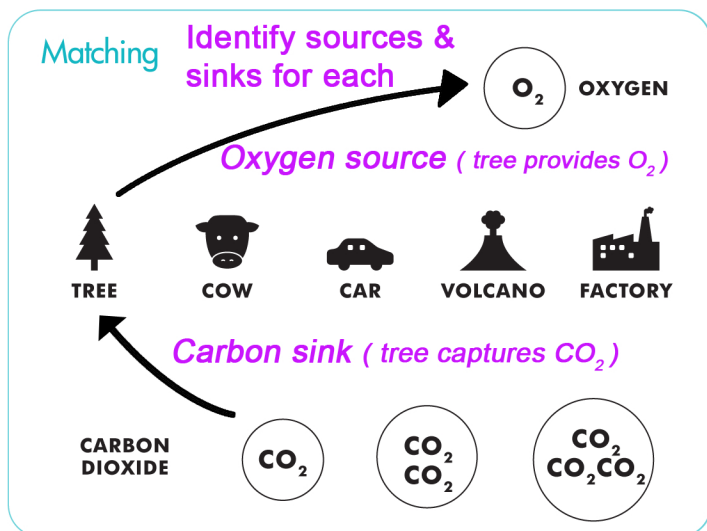 Matching
Identify sources &
sinks for each
O₂ OXYGEN
Oxygen source ( tree provides O₂ )
TREE COW CAR VOLCANO FACTORY
Carbon sink ( tree captures CO₂ )
CARBON
DIOXIDE
CO₂
CO₂
CO₂
CO₂
CO₂CO₂